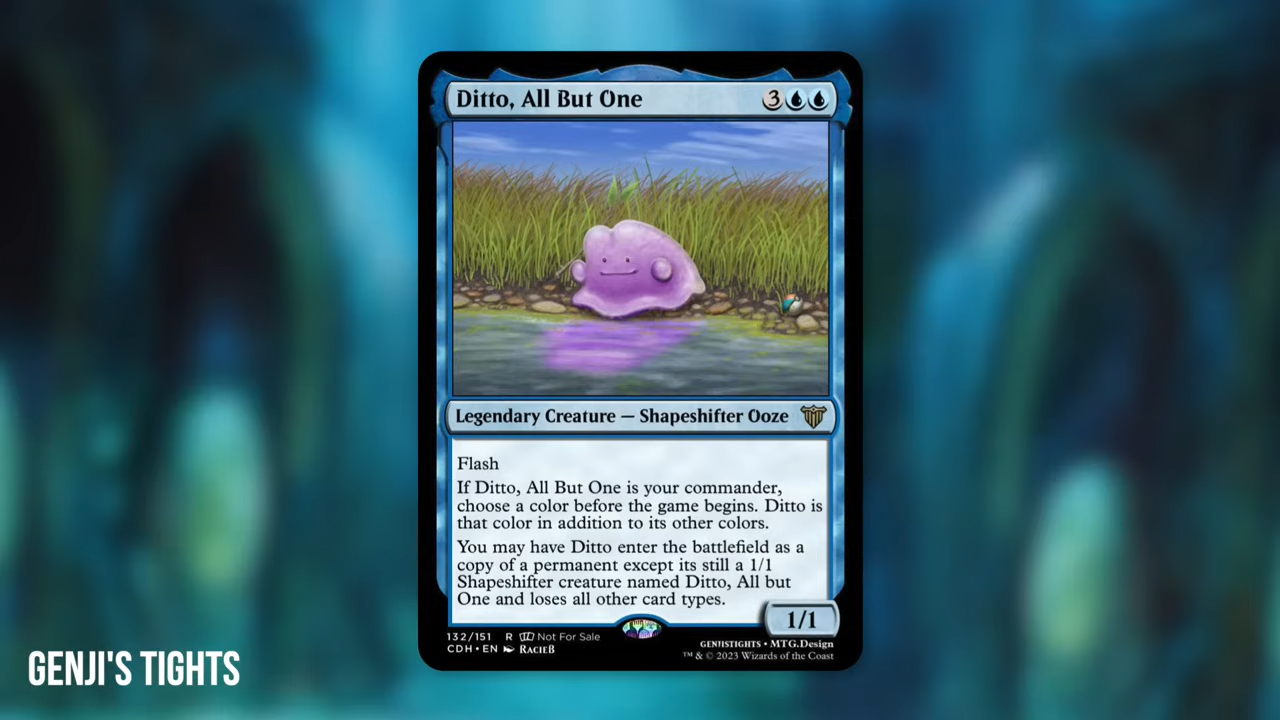 Ditto, All But One
3
Legendary Creature — Shapeshifter Ooze
Flash
If Ditto, All But One is your commander,
choose a color before the game begins. Ditto is
that color in addition to its other colors.
You may have Ditto enter the battlefield as a
copy of a permanent except its still a 1/1
Shapeshifter creature named Ditto, All but
One and loses all other card types.
1/1
132/151 R Not For Sale
CDH • EN RACIEB
GENJISTIGHTS • MTG.Design
™ & © 2023 Wizards of the Coast
GENJI'S TIGHTS